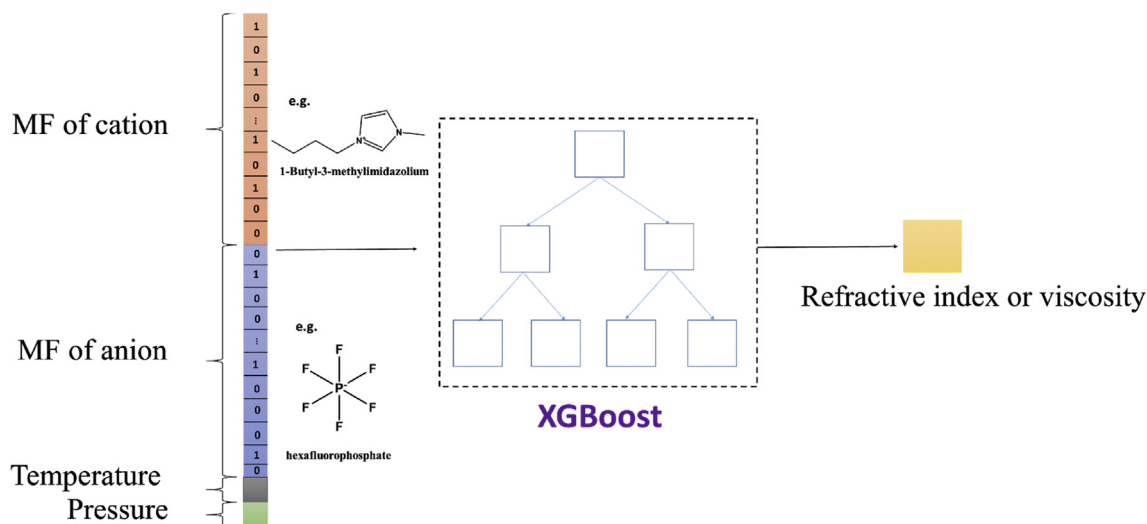 MF of cation
MF of anion
Temperature
Pressure
1
0
1
0
⋮
1
0
1
0
0
0
1
0
0
⋮
1
0
0
0
1
0
e.g.
N
N
+
1-Butyl-3-methylimidazolium
e.g.
F
F
F
P-
F
F
F
hexafluorophosphate
XGBoost
Refractive index or viscosity